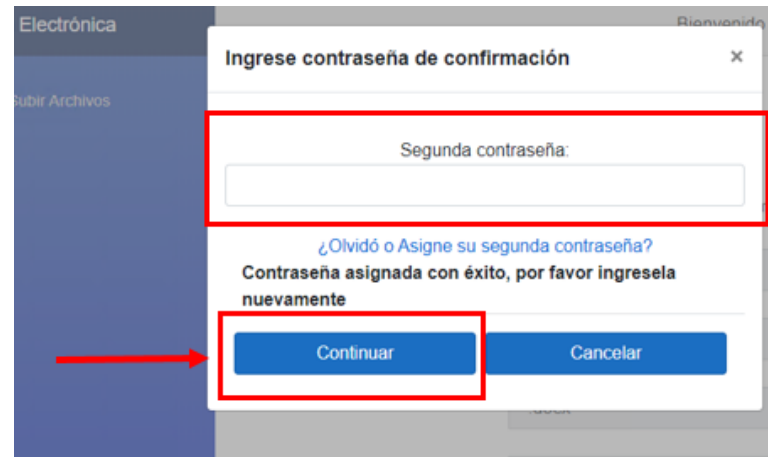 Electrónica
Bienvenido
Ingrese contraseña de confirmación
×
Subir Archivos
Segunda contraseña:
¿Olvidó o Asigne su segunda contraseña?
Contraseña asignada con éxito, por favor ingresela
nuevamente
Continuar
Cancelar
.docx